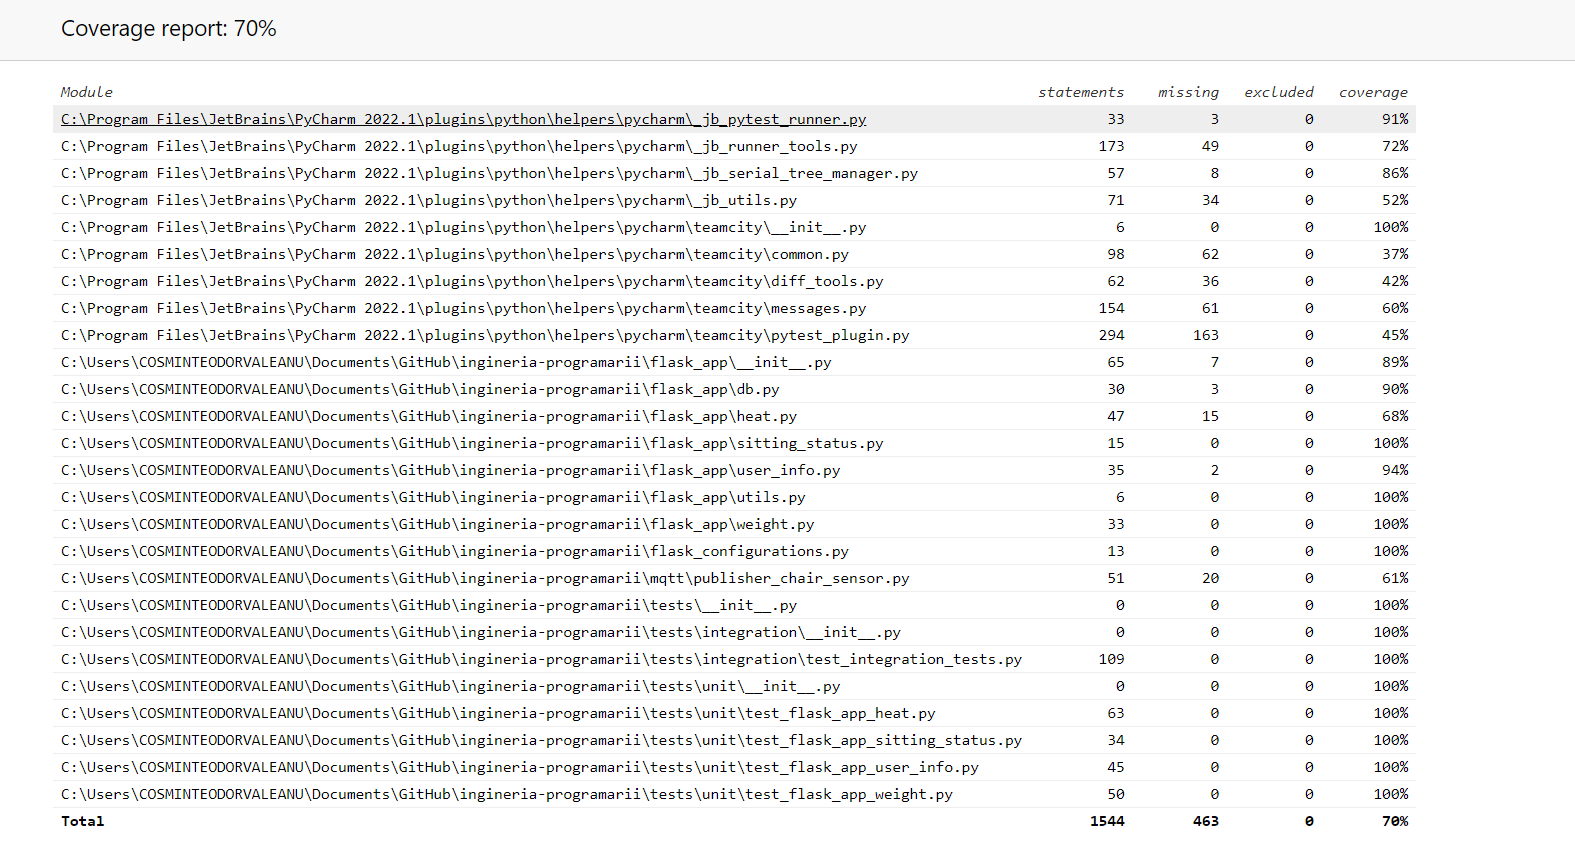 Coverage report: 70%
Module statements missing excluded coverage
C:\Program Files\JetBrains\PyCharm 2022.1\plugins\python\helpers\pycharm\_jb_pytest_runner.py 33 3 0 91%
C:\Program Files\JetBrains\PyCharm 2022.1\plugins\python\helpers\pycharm\_jb_runner_tools.py 173 49 0 72%
C:\Program Files\JetBrains\PyCharm 2022.1\plugins\python\helpers\pycharm\_jb_serial_tree_manager.py 57 8 0 86%
C:\Program Files\JetBrains\PyCharm 2022.1\plugins\python\helpers\pycharm\_jb_utils.py 71 34 0 52%
C:\Program Files\JetBrains\PyCharm 2022.1\plugins\python\helpers\pycharm\teamcity\__init__.py 6 0 0 100%
C:\Program Files\JetBrains\PyCharm 2022.1\plugins\python\helpers\pycharm\teamcity\common.py 98 62 0 37%
C:\Program Files\JetBrains\PyCharm 2022.1\plugins\python\helpers\pycharm\teamcity\diff_tools.py 62 36 0 42%
C:\Program Files\JetBrains\PyCharm 2022.1\plugins\python\helpers\pycharm\teamcity\messages.py 154 61 0 60%
C:\Program Files\JetBrains\PyCharm 2022.1\plugins\python\helpers\pycharm\teamcity\pytest_plugin.py 294 163 0 45%
C:\Users\COSMINTEODORVALEANU\Documents\GitHub\ingineria-programarii\flask_app\__init__.py 65 7 0 89%
C:\Users\COSMINTEODORVALEANU\Documents\GitHub\ingineria-programarii\flask_app\db.py 30 3 0 90%
C:\Users\COSMINTEODORVALEANU\Documents\GitHub\ingineria-programarii\flask_app\heat.py 47 15 0 68%
C:\Users\COSMINTEODORVALEANU\Documents\GitHub\ingineria-programarii\flask_app\sitting_status.py 15 0 0 100%
C:\Users\COSMINTEODORVALEANU\Documents\GitHub\ingineria-programarii\flask_app\user_info.py 35 2 0 94%
C:\Users\COSMINTEODORVALEANU\Documents\GitHub\ingineria-programarii\flask_app\utils.py 6 0 0 100%
C:\Users\COSMINTEODORVALEANU\Documents\GitHub\ingineria-programarii\flask_app\weight.py 33 0 0 100%
C:\Users\COSMINTEODORVALEANU\Documents\GitHub\ingineria-programarii\flask_configurations.py 13 0 0 100%
C:\Users\COSMINTEODORVALEANU\Documents\GitHub\ingineria-programarii\mqtt\publisher_chair_sensor.py 51 20 0 61%
C:\Users\COSMINTEODORVALEANU\Documents\GitHub\ingineria-programarii\tests\__init__.py 0 0 0 100%
C:\Users\COSMINTEODORVALEANU\Documents\GitHub\ingineria-programarii\tests\integration\__init__.py 0 0 0 100%
C:\Users\COSMINTEODORVALEANU\Documents\GitHub\ingineria-programarii\tests\integration\test_integration_tests.py 109 0 0 100%
C:\Users\COSMINTEODORVALEANU\Documents\GitHub\ingineria-programarii\tests\unit\__init__.py 0 0 0 100%
C:\Users\COSMINTEODORVALEANU\Documents\GitHub\ingineria-programarii\tests\unit\test_flask_app_heat.py 63 0 0 100%
C:\Users\COSMINTEODORVALEANU\Documents\GitHub\ingineria-programarii\tests\unit\test_flask_app_sitting_status.py 34 0 0 100%
C:\Users\COSMINTEODORVALEANU\Documents\GitHub\ingineria-programarii\tests\unit\test_flask_app_user_info.py 45 0 0 100%
C:\Users\COSMINTEODORVALEANU\Documents\GitHub\ingineria-programarii\tests\unit\test_flask_app_weight.py 50 0 0 100%
Total 1544 463 0 70%